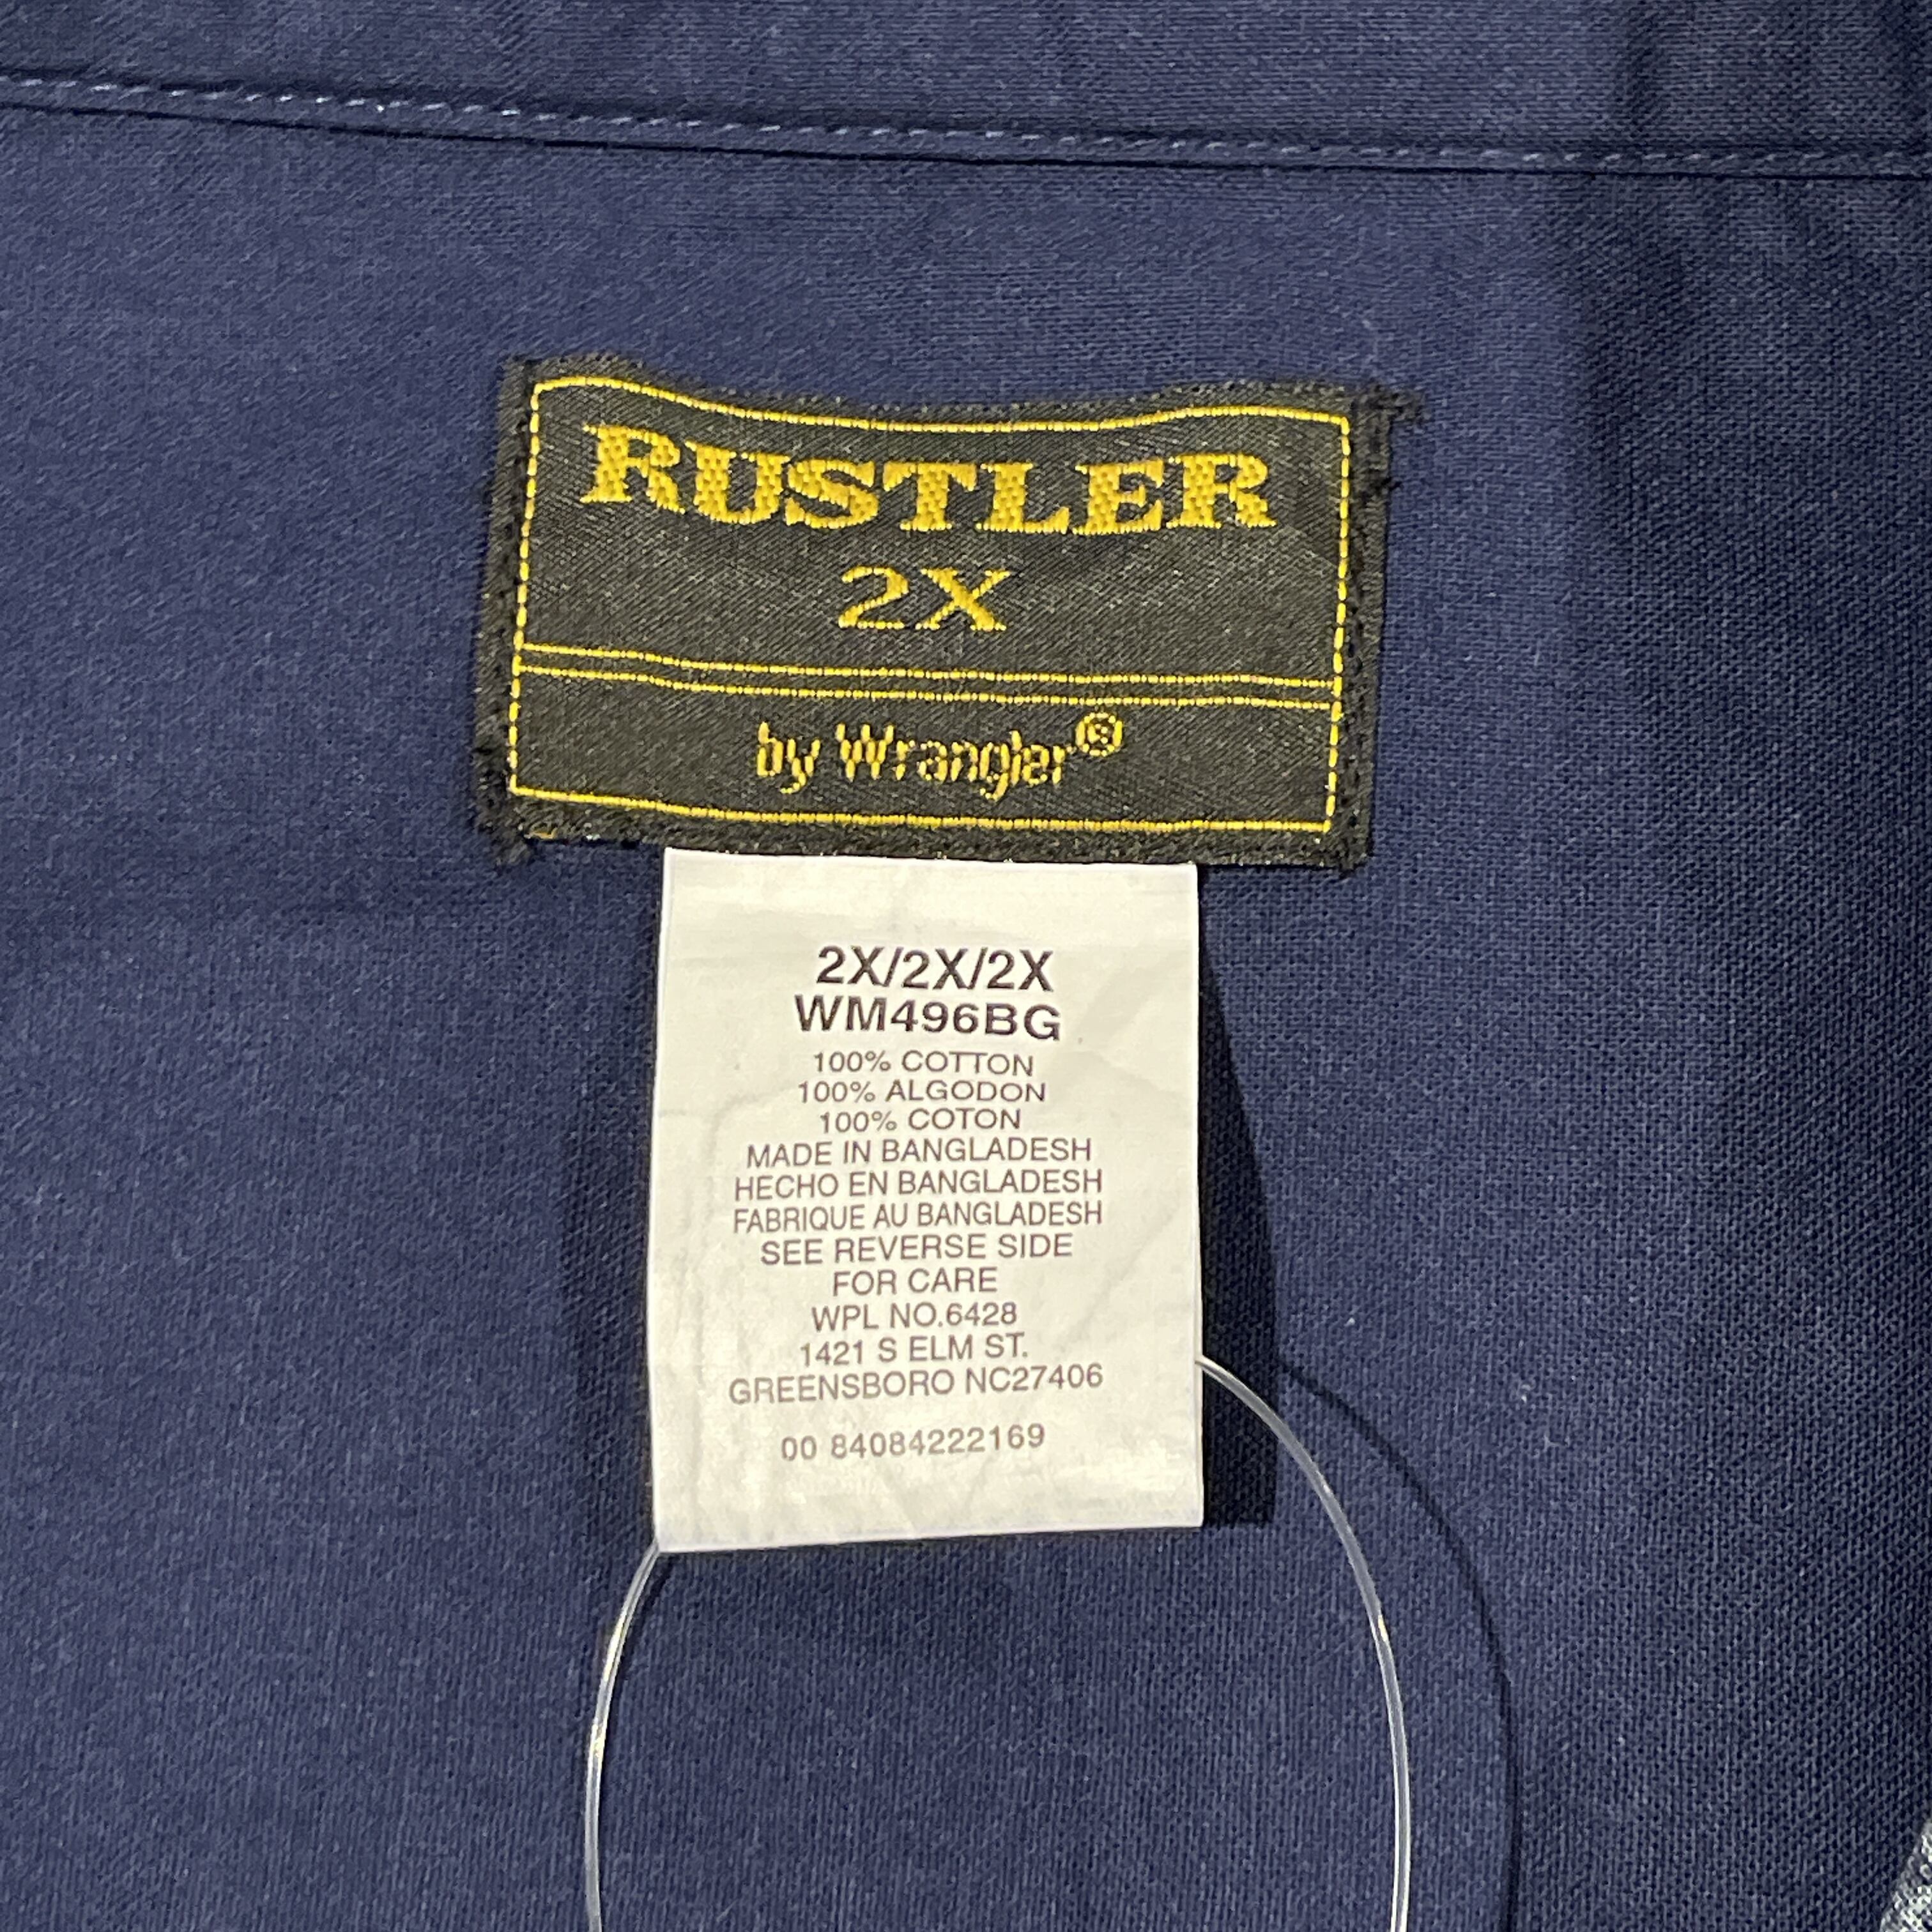 RUSTLER
2X
by Wrangler®
2X/2X/2X
WM496BG
100% COTTON
100% ALGODON
100% COTON
MADE IN BANGLADESH
HECHO EN BANGLADESH
FABRIQUE AU BANGLADESH
SEE REVERSE SIDE
FOR CARE
WPL NO.6428
1421 S ELM ST.
GREENSBORO NC27406
00 84084222169